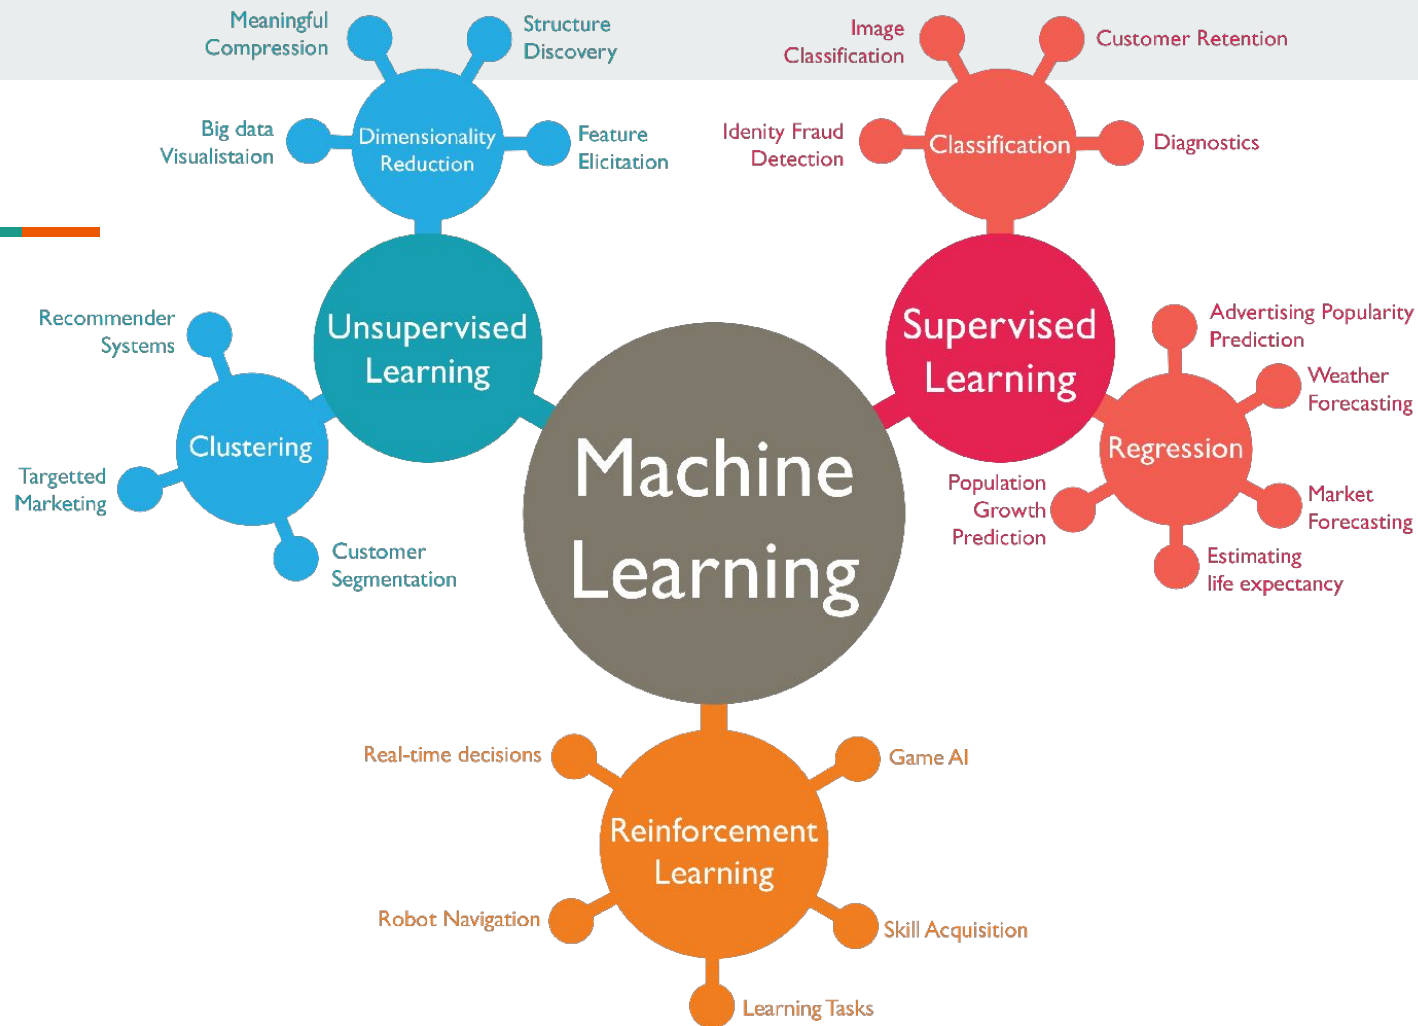 Meaningful
Compression
Structure
Discovery
Big data
Visualistaion
Dimensionality
Reduction
Feature
Elicitation
Image
Classification
Customer Retention
Idenity Fraud
Detection
Classification
Diagnostics
Unsupervised
Learning
Recommender
Systems
Clustering
Targetted
Marketing
Customer
Segmentation
Supervised
Learning
Advertising Popularity
Prediction
Weather
Forecasting
Regression
Population
Growth
Prediction
Market
Forecasting
Estimating
life expectancy
Machine
Learning
Real-time decisions
Game AI
Reinforcement
Learning
Robot Navigation
Skill Acquisition
Learning Tasks